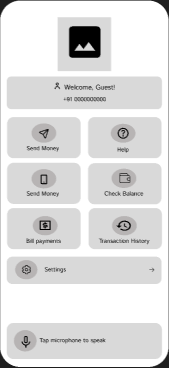 Welcome, Guest!
+91 0000000000
Send Money
Help
Send Money
Check Balance
Bill payments
Transaction History
Settings
Tap microphone to speak